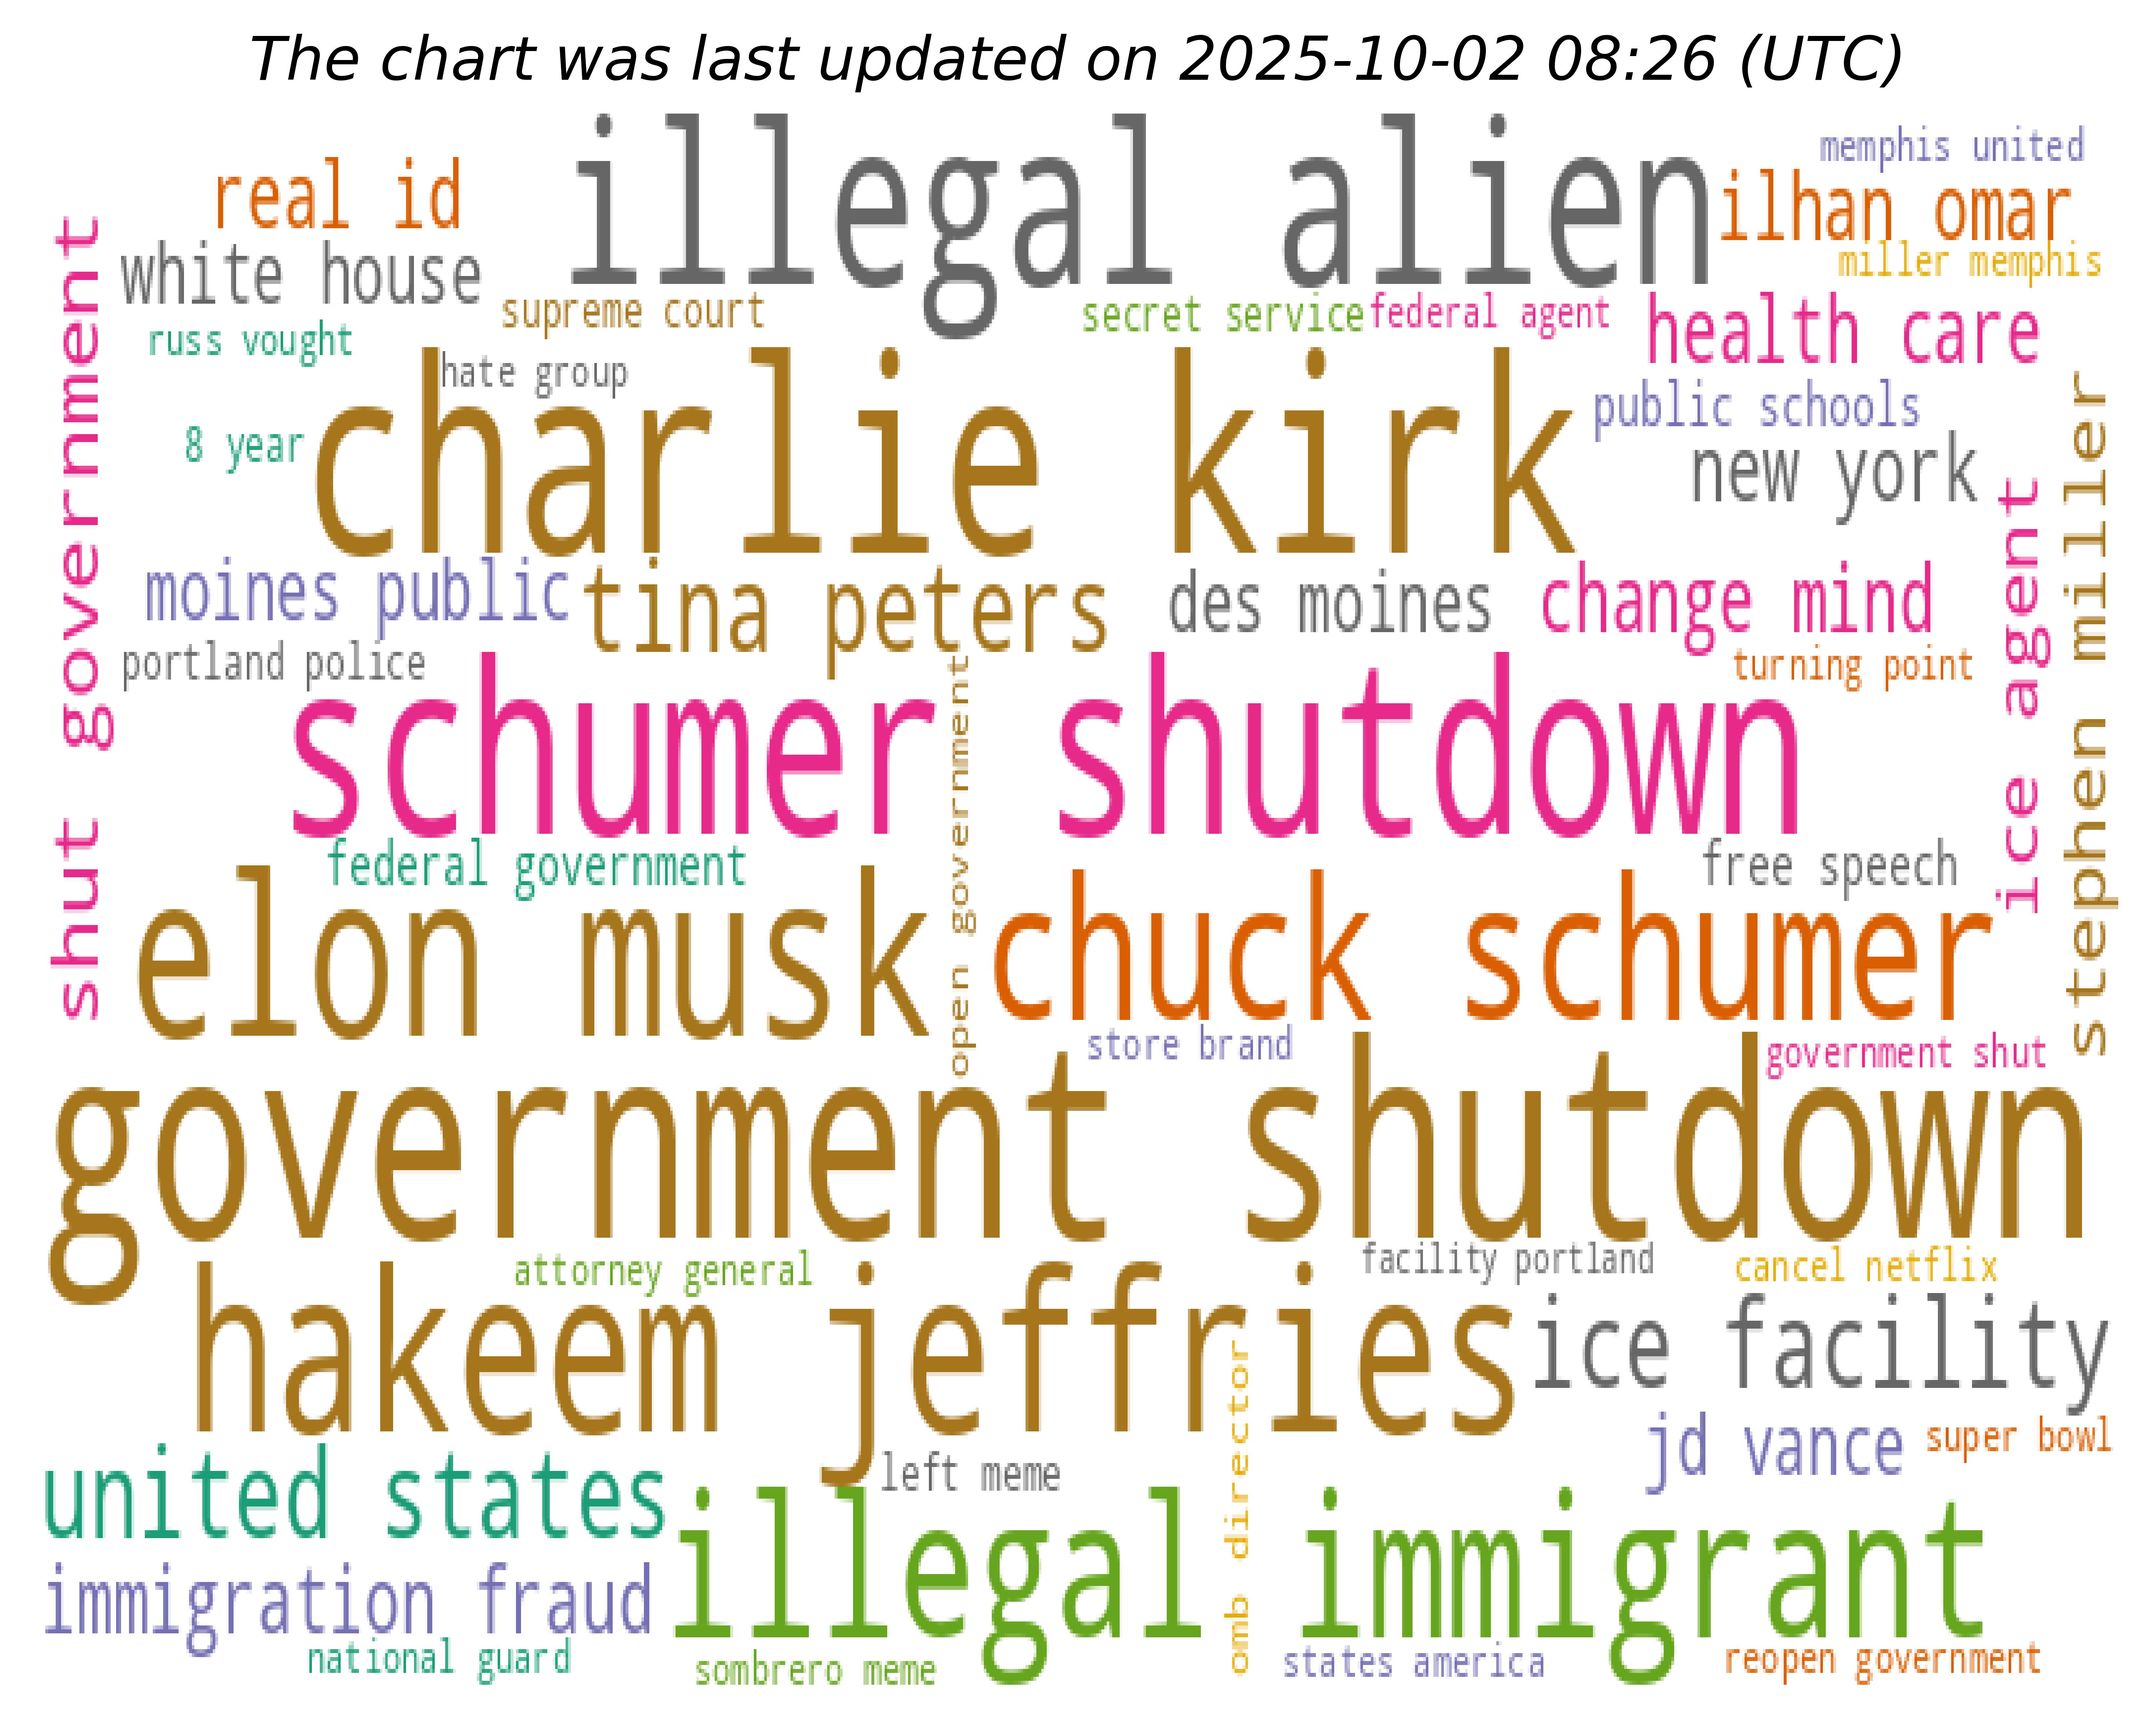 The chart was last updated on 2025-10-02 08:26 (UTC)
illegal alien
memphis united
real id
ilhan omar
white house
miller memphis
supreme court
secret service
federal agent
health care
russ vought
hate group
charlie kirk
public schools
8 year
new york
shut government
stephen miller
ice agent
moines public
tina peters
des moines
change mind
portland police
turning point
schumer shutdown
open government
federal government
free speech
elon musk
chuck schumer
store brand
government shut
government shutdown
attorney general
facility portland
cancel netflix
hakeem jeffries
ice facility
omb director
jd vance
super bowl
united states
left meme
illegal immigrant
immigration fraud
national guard
sombrero meme
states america
reopen government